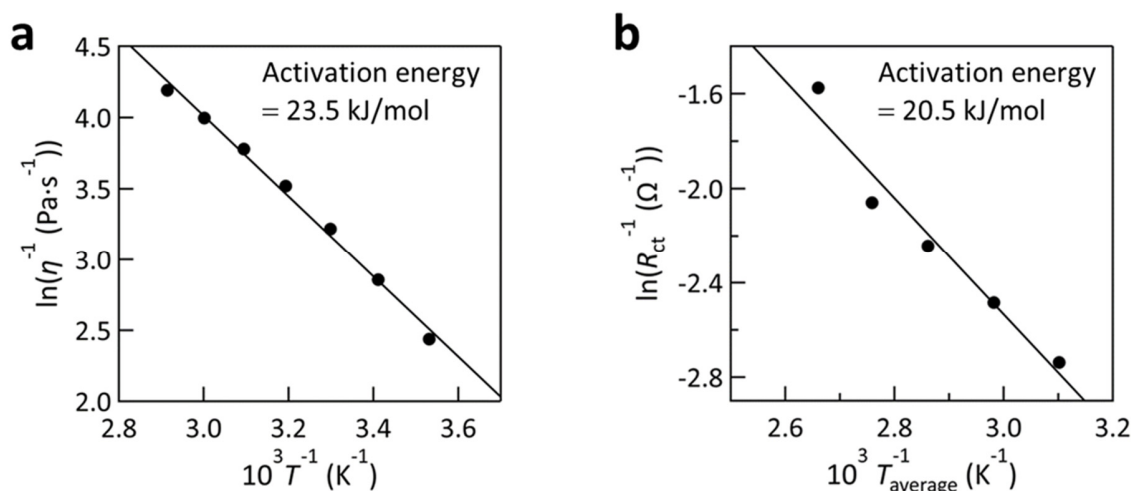 a
Activation energy
= 23.5 kJ/mol
ln(η⁻¹ (Pa·s⁻¹))
4.5
4.0
3.5
3.0
2.5
2.0
2.8 3.0 3.2 3.4 3.6
10³ T⁻¹ (K⁻¹)
b
Activation energy
= 20.5 kJ/mol
ln(R_ct⁻¹ (Ω⁻¹))
-1.6
-2.0
-2.4
-2.8
2.6 2.8 3.0 3.2
10³ T_average⁻¹ (K⁻¹)